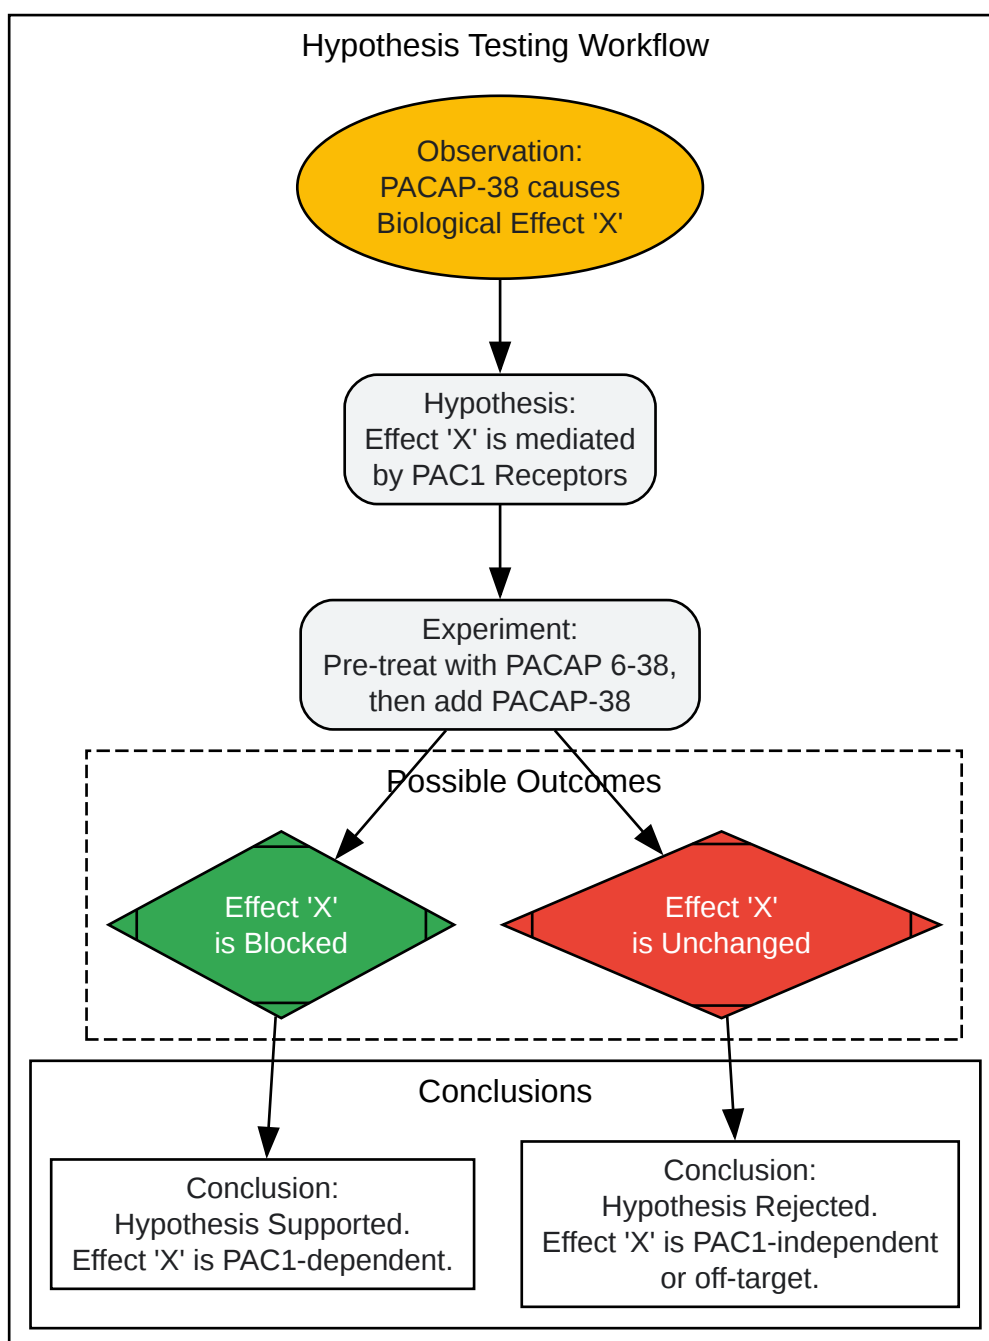 Hypothesis Testing Workflow
Observation:
PACAP-38 causes
Biological Effect 'X'
Hypothesis:
Effect 'X' is mediated
by PAC1 Receptors
Experiment:
Pre-treat with PACAP 6-38,
then add PACAP-38
Possible Outcomes
Effect 'X'
is Blocked
Effect 'X'
is Unchanged
Conclusions
Conclusion:
Hypothesis Supported.
Effect 'X' is PAC1-dependent.
Conclusion:
Hypothesis Rejected.
Effect 'X' is PAC1-independent
or off-target.